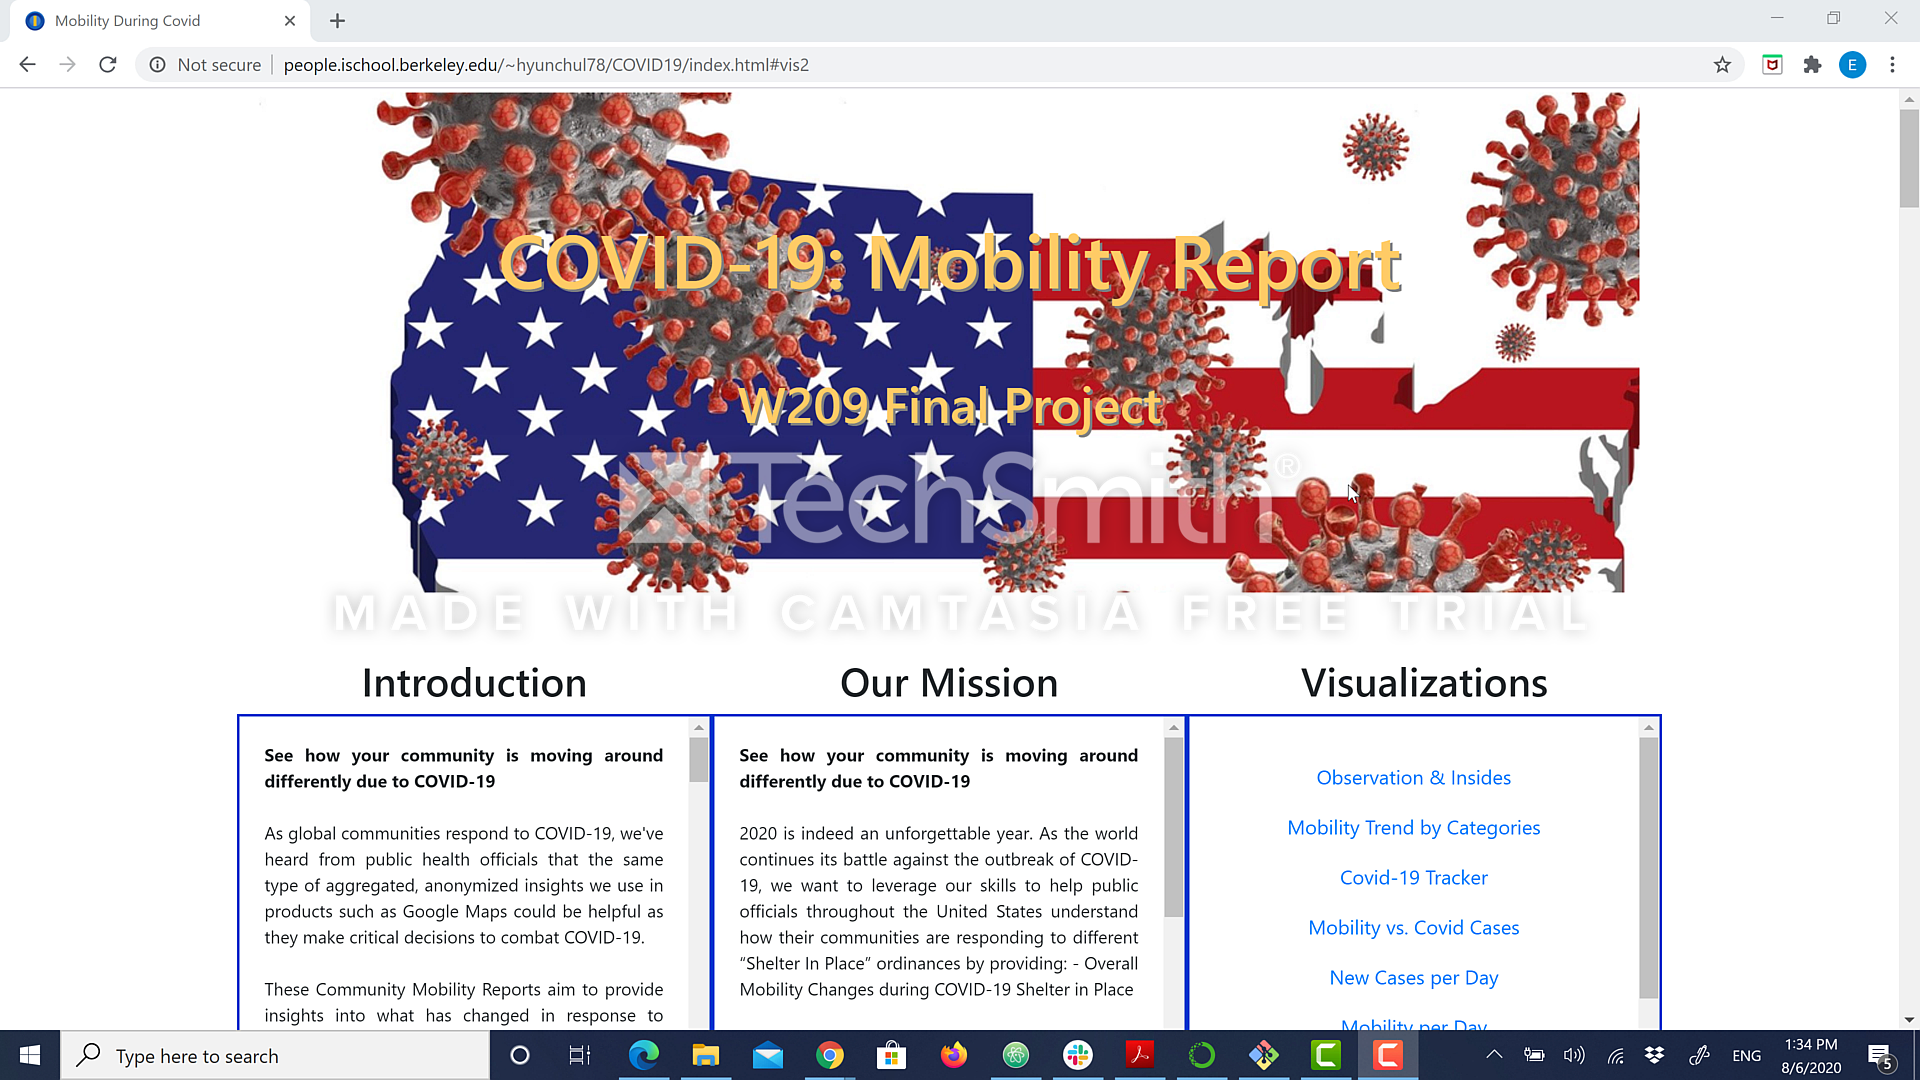 Mobility During Covid
Not secure
people.ischool.berkeley.edu/~hyunchul78/COVID19/index.html#vis2
E
COVID-19: Mobility Report
W209 Final Project
TechSmith®
MADE WITH CAMTASIA FREE TRIAL
Introduction
See how your community is moving around
differently due to COVID-19
As global communities respond to COVID-19, we've
heard from public health officials that the same
type of aggregated, anonymized insights we use in
products such as Google Maps could be helpful as
they make critical decisions to combat COVID-19.
These Community Mobility Reports aim to provide
insights into what has changed in response to
Our Mission
See how your community is moving around
differently due to COVID-19
2020 is indeed an unforgettable year. As the world
continues its battle against the outbreak of COVID-
19, we want to leverage our skills to help public
officials throughout the United States understand
how their communities are responding to different
“Shelter In Place” ordinances by providing: - Overall
Mobility Changes during COVID-19 Shelter in Place
Visualizations
Observation & Insides
Mobility Trend by Categories
Covid-19 Tracker
Mobility vs. Covid Cases
New Cases per Day
Mobility per Day
Type here to search
ENG
1:34 PM
8/6/2020
5